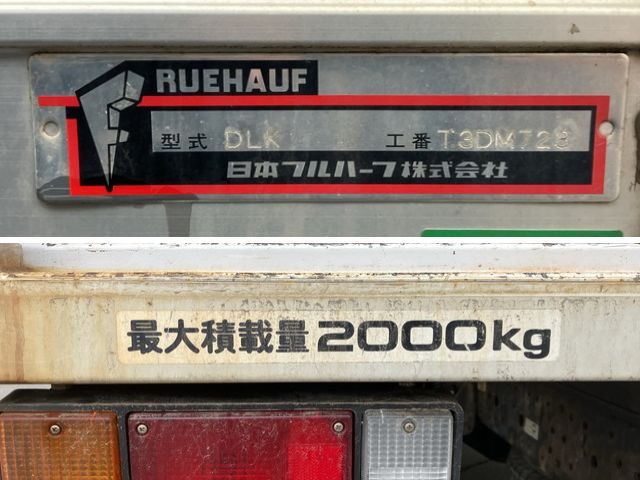 FRUEHAUF
型式 DLK 工番 T3DM728
日本フルハーフ株式会社
最大積載量 2000kg